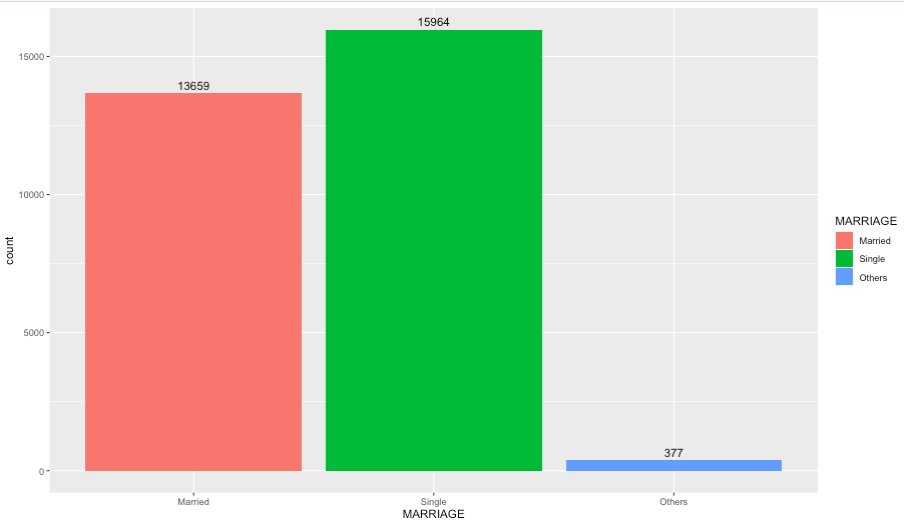 15964
13659
377
15000
10000
5000
0
count
Married
Single
Others
MARRIAGE
MARRIAGE
Married
Single
Others